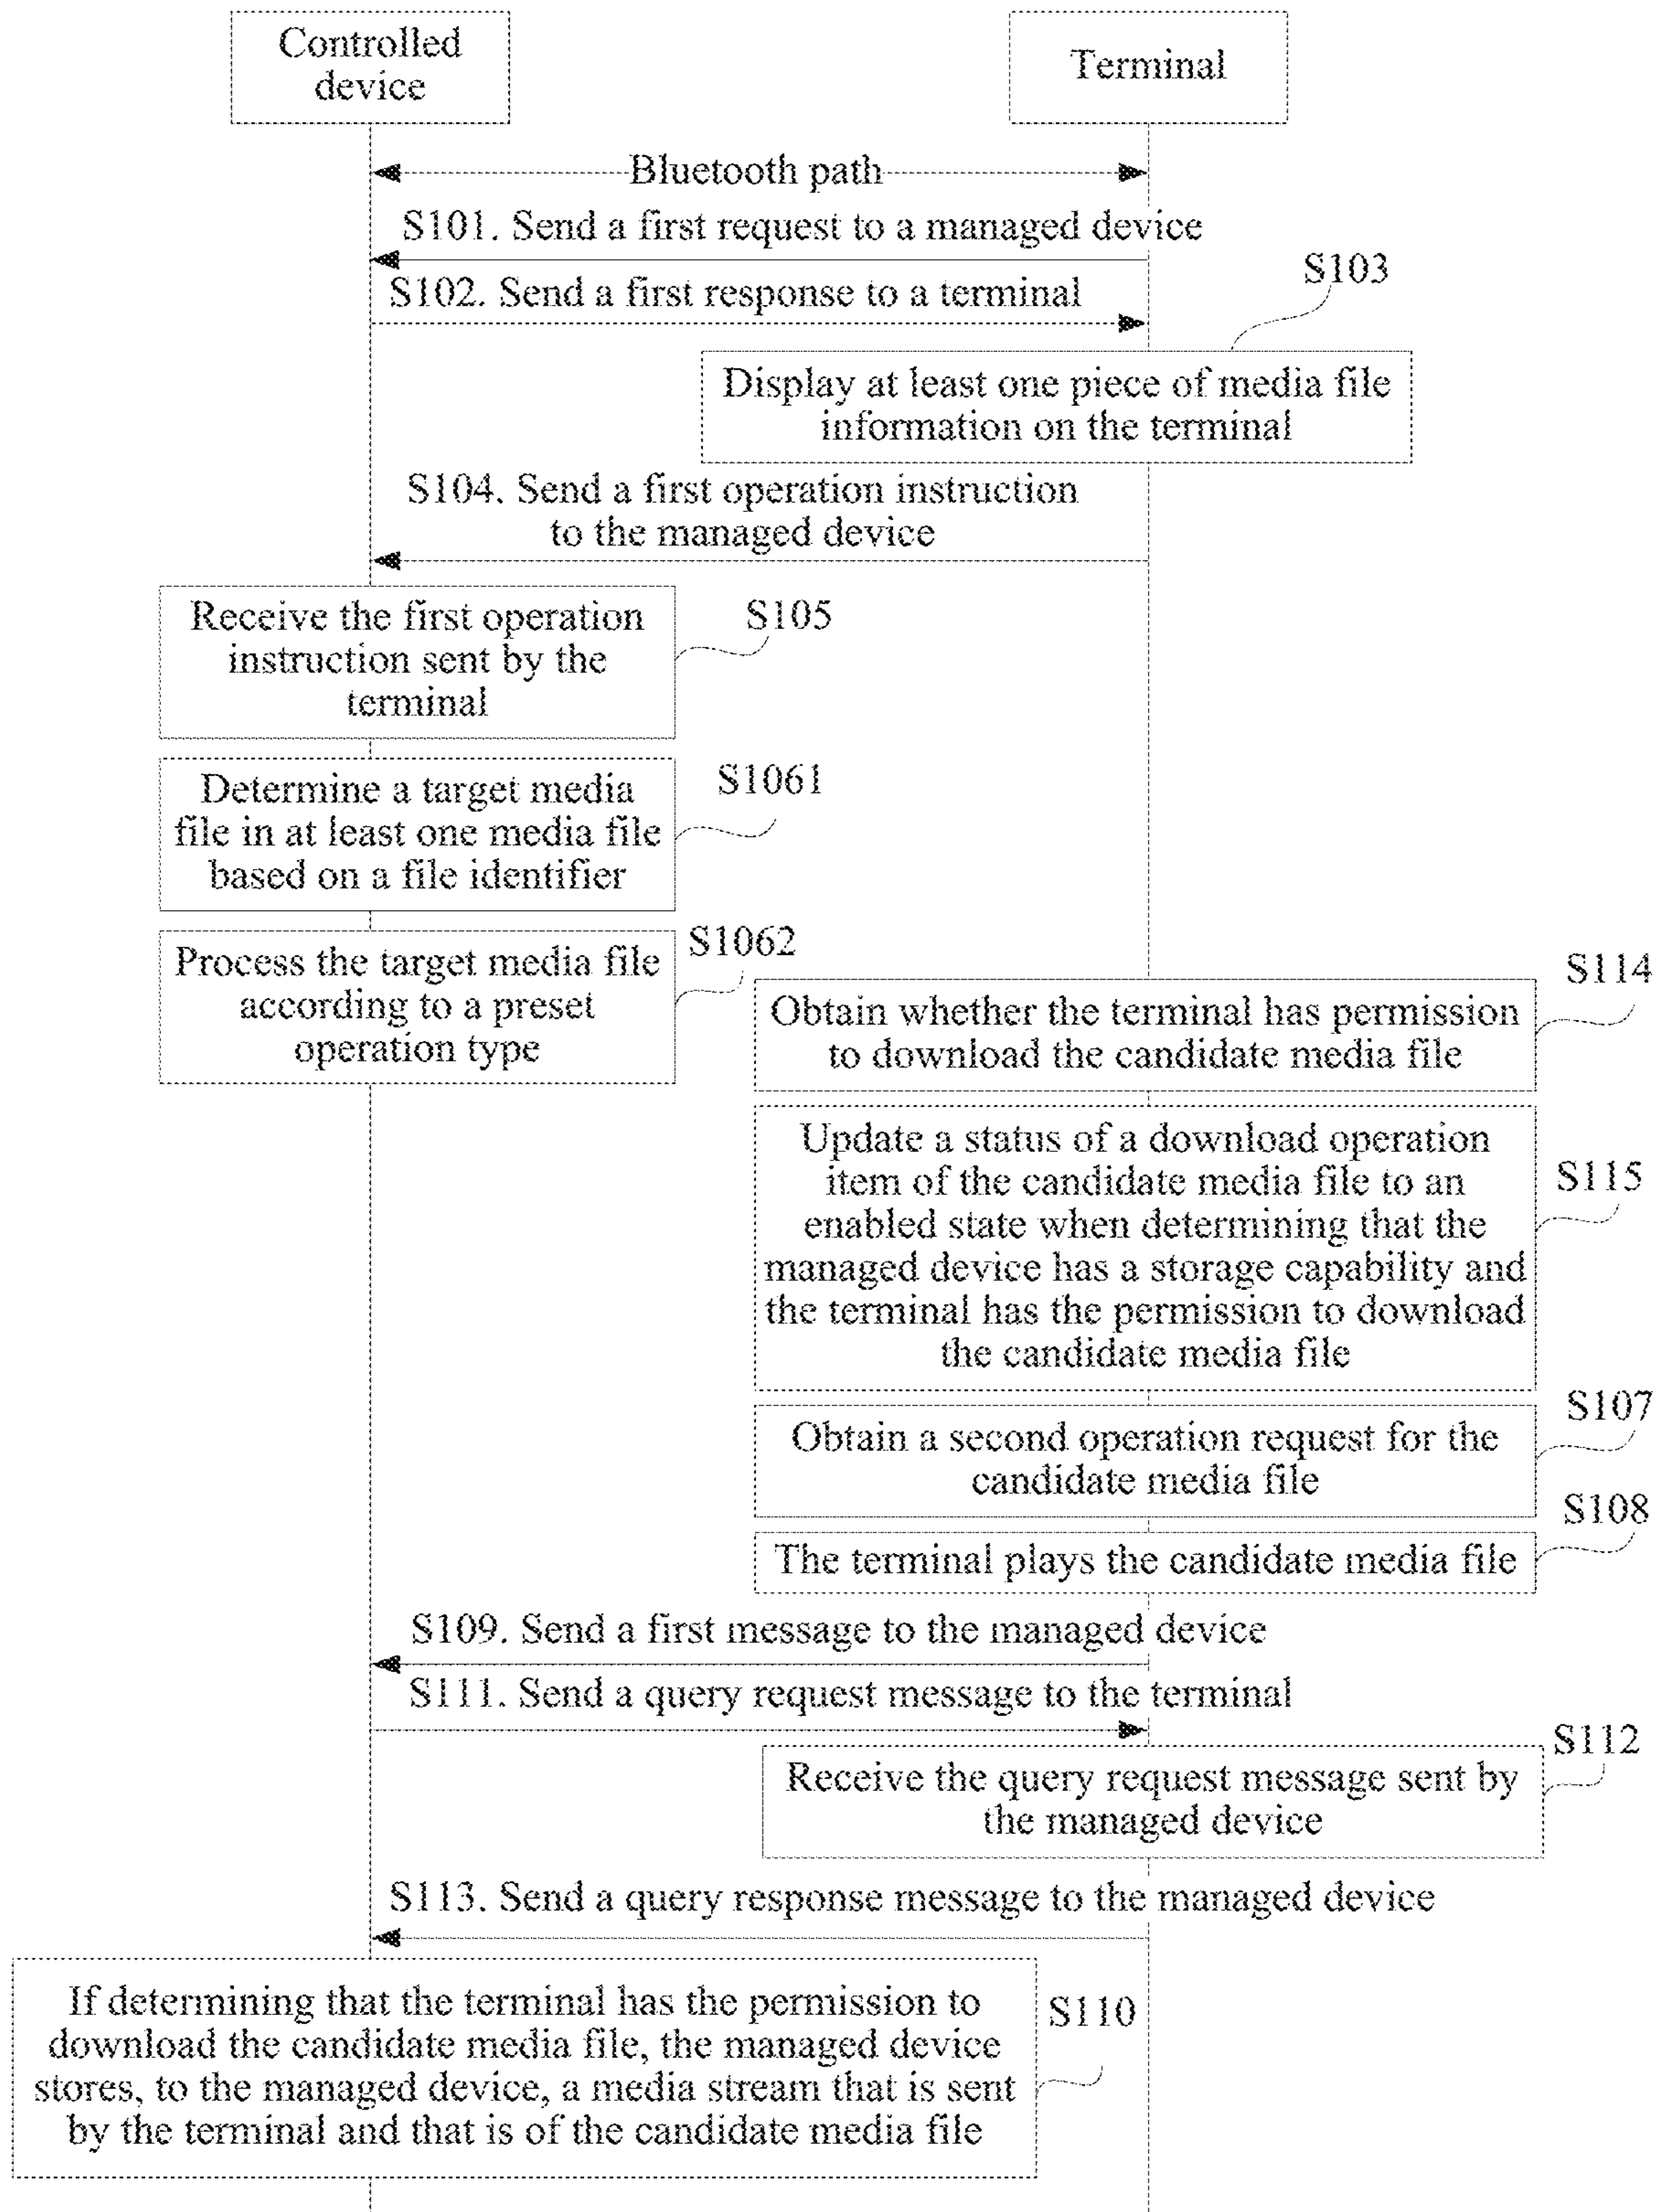 Controlled
device
Terminal
Bluetooth path
S101. Send a first request to a managed device
S102. Send a first response to a terminal
S103
Display at least one piece of media file
information on the terminal
S104. Send a first operation instruction
to the managed device
Receive the first operation
instruction sent by the
terminal
S105
Determine a target media
file in at least one media file
based on a file identifier
S1061
Process the target media file
according to a preset
operation type
S1062
Obtain whether the terminal has permission
to download the candidate media file
S114
Update a status of a download operation
item of the candidate media file to an
enabled state when determining that the
managed device has a storage capability and
the terminal has the permission to download
the candidate media file
S115
Obtain a second operation request for the
candidate media file
S107
The terminal plays the candidate media file
S108
S109. Send a first message to the managed device
S111. Send a query request message to the terminal
Receive the query request message sent by
the managed device
S112
S113. Send a query response message to the managed device
If determining that the terminal has the permission to
download the candidate media file, the managed device
stores, to the managed device, a media stream that is sent
by the terminal and that is of the candidate media file
S110